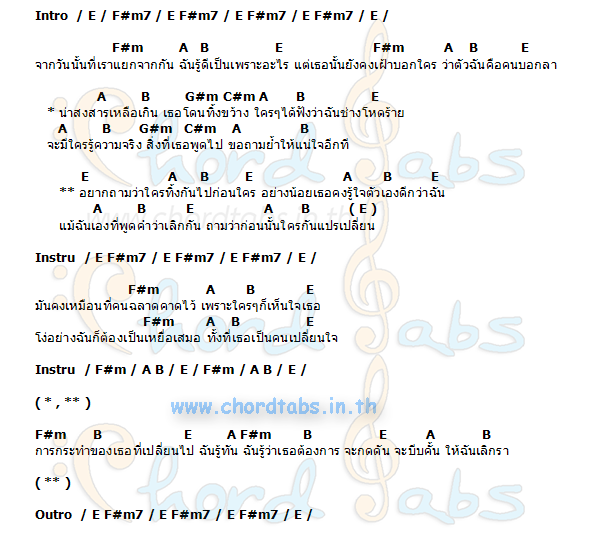 Intro / E / F#m7 / E F#m7 / E F#m7 / E F#m7 / E /
F#m A B E F#m A B E
จากวันนั้นที่เราแยกจากกัน ฉันรู้ดีเป็นเพราะอะไร แต่เธอนั้นยังคงเฝ้าบอกใคร ว่าตัวฉันคือคนบอกลา
A B G#m C#m A B E
* น่าสงสารเหลือเกิน เธอโดนทิ้งขว้าง ใครๆได้ฟังว่าฉันช่างโหดร้าย
A B G#m C#m A B
จะมีใครรู้ความจริง สิ่งที่เธอพูดไป ขอถามย้ำให้แน่ใจอีกที
E A B E A B E
** อยากถามว่าใครทิ้งกันไปก่อนใคร อย่างน้อยเธอคงรู้ใจตัวเองดีกว่าฉัน
A B E A B ( E )
แม้ฉันเองที่พูดคำว่าเลิกกัน ถามว่าก่อนนั้นใครกันแปรเปลี่ยน
Instru / E F#m7 / E F#m7 / E F#m7 / E /
F#m A B E
มันคงเหมือนที่คนฉลาดคาดไว้ เพราะใครๆก็เห็นใจเธอ
F#m A B E
โง่อย่างฉันก็ต้องเป็นเหยื่อเสมอ ทั้งที่เธอเป็นคนเปลี่ยนใจ
Instru / F#m / A B / E / F#m / A B / E /
( * , ** )
www.chordtabs.in.th
F#m B E A F#m B E A B
การกระทำของเธอที่เปลี่ยนไป ฉันรู้ทัน ฉันรู้ว่าเธอต้องการ จะกดดัน จะบีบคั้น ให้ฉันเลิกรา
( ** )
Outro / E F#m7 / E F#m7 / E F#m7 / E /